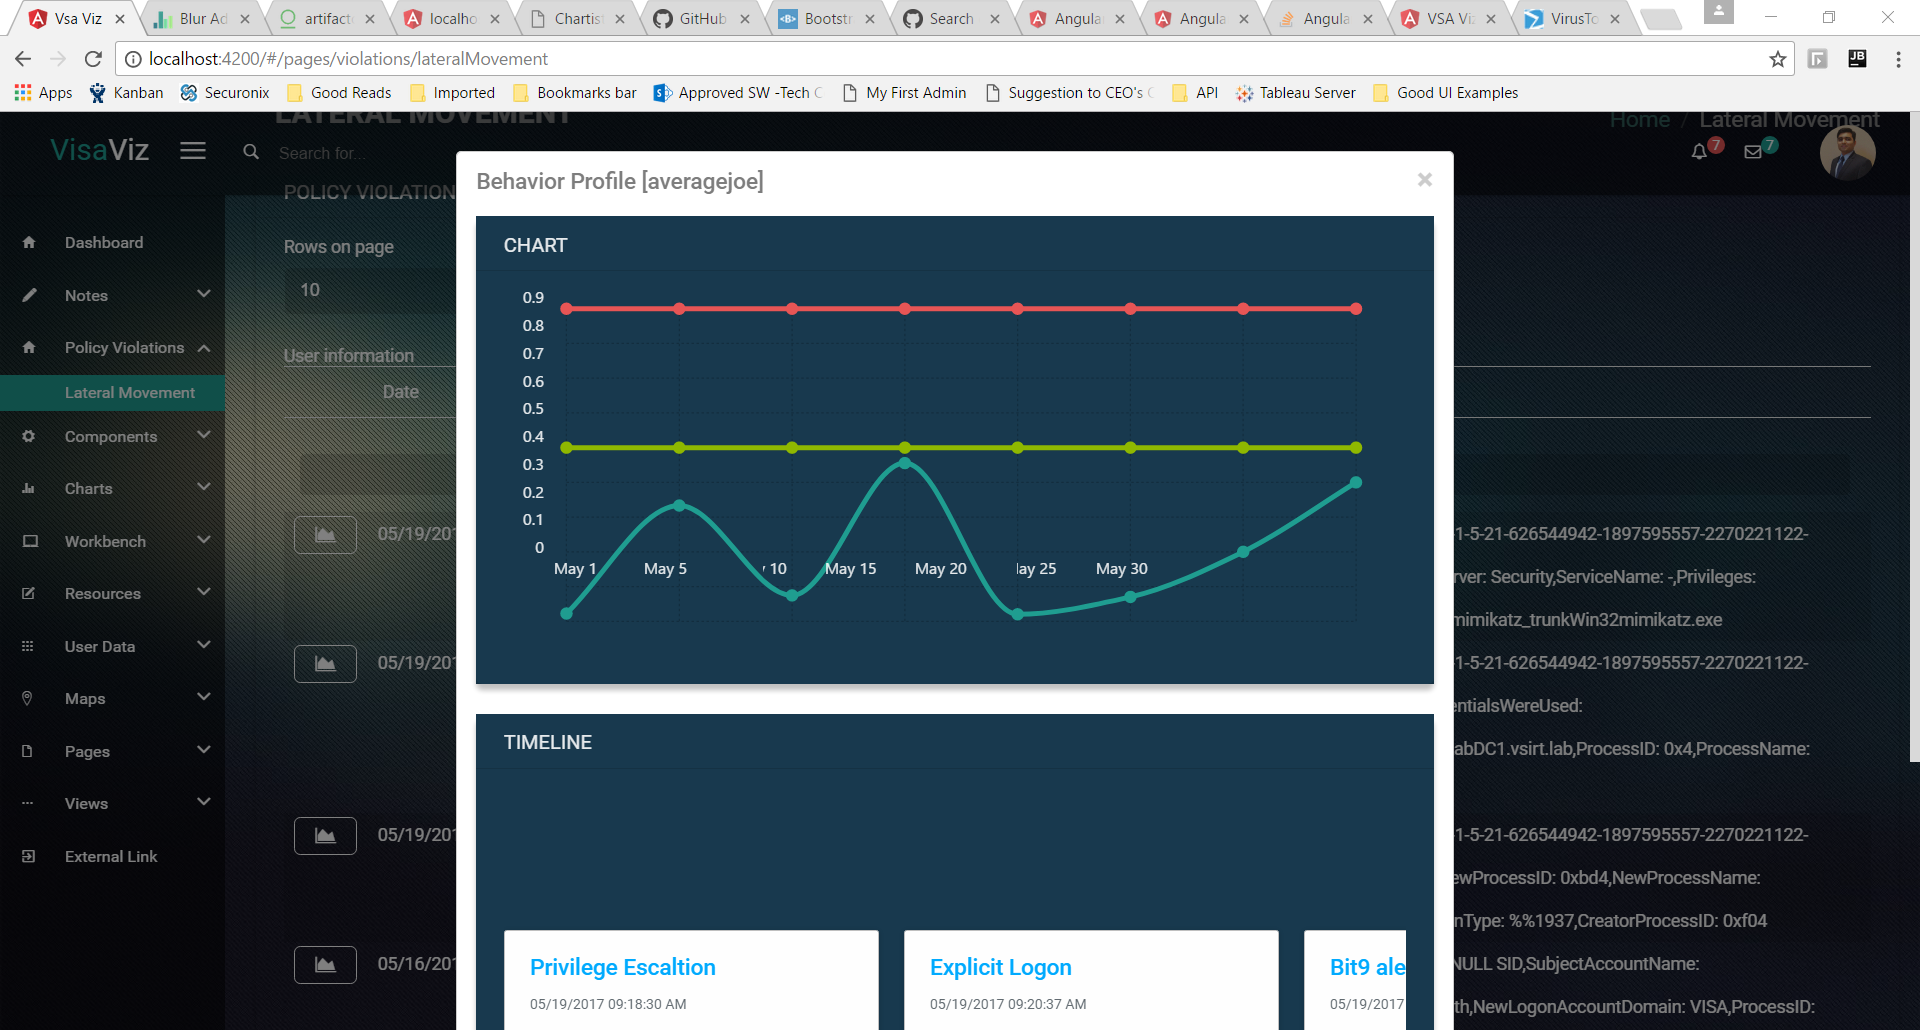 Vsa Viz
Blur Ad
artifact
localho
Chartis
GitHub
Bootstr
Search
Angula
Angula
Angula
VSA Viz
VirusTo
localhost:4200/#/pages/violations/lateralMovement
Apps
Kanban
Securonix
Good Reads
Imported
Bookmarks bar
Approved SW -Tech C
My First Admin
Suggestion to CEO's C
API
Tableau Server
Good UI Examples
LATERAL MOVEMENT
Home / Lateral Movement
VisaViz
Search for...
7
7
POLICY VIOLATION
Rows on page
10
User information
Date
Dashboard
Notes
Policy Violations
Lateral Movement
Components
Charts
Workbench
Resources
User Data
Maps
Pages
Views
External Link
05/19/201
05/19/201
05/19/201
05/16/201
Behavior Profile [averagejoe]
×
CHART
0.9
0.8
0.7
0.6
0.5
0.4
0.3
0.2
0.1
0
May 1
May 5
10
May 15
May 20
lay 25
May 30
TIMELINE
Privilege Escaltion
05/19/2017 09:18:30 AM
Explicit Logon
05/19/2017 09:20:37 AM
Bit9 ale
05/19/2017
1-5-21-626544942-1897595557-2270221122-
rver: Security,ServiceName: -,Privileges:
mimikatz_trunkWin32mimikatz.exe
1-5-21-626544942-1897595557-2270221122-
entialsWereUsed:
abDC1.vsirt.lab,ProcessID: 0x4,ProcessName:
1-5-21-626544942-1897595557-2270221122-
ewProcessID: 0xbd4,NewProcessName:
nType: %%1937,CreatorProcessID: 0xf04
NULL SID,SubjectAccountName:
th,NewLogonAccountDomain: VISA,ProcessID: